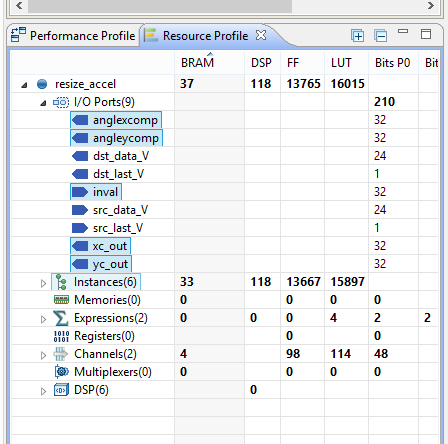 Performance Profile Resource Profile
BRAM DSP FF LUT Bits P0 Bit
resize_accel 37 118 13765 16015
I/O Ports(9) 210
anglexcomp 32
angleycomp 32
dst_data_V 24
dst_last_V 1
inval 32
src_data_V 24
src_last_V 1
xc_out 32
yc_out 32
Instances(6) 33 118 13667 15897
Memories(0) 0 0 0 0
Expressions(2) 0 0 0 4 2 2
Registers(0) 0 0
Channels(2) 4 98 114 48
Multiplexers(0) 0 0 0 0
DSP(6) 0